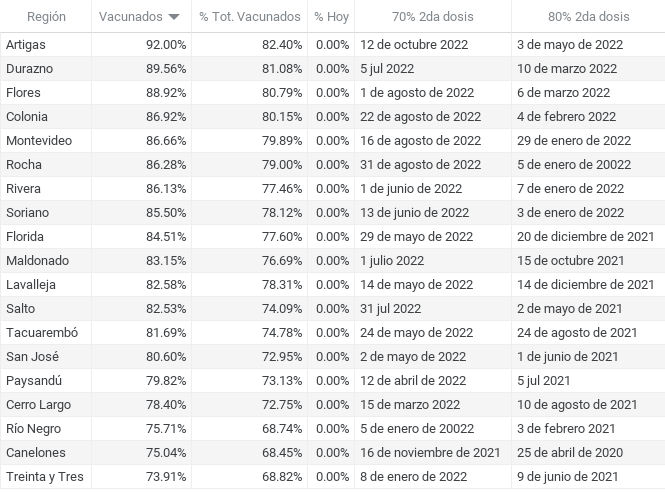 Región Vacunados % Tot. Vacunados % Hoy 70% 2da dosis 80% 2da dosis
Artigas 92.00% 82.40% 0.00% 12 de octubre 2022 3 de mayo de 2022
Durazno 89.56% 81.08% 0.00% 5 jul 2022 10 de marzo 2022
Flores 88.92% 80.79% 0.00% 1 de agosto de 2022 6 de marzo 2022
Colonia 86.92% 80.15% 0.00% 22 de agosto de 2022 4 de febrero 2022
Montevideo 86.66% 79.89% 0.00% 16 de agosto de 2022 29 de enero de 2022
Rocha 86.28% 79.00% 0.00% 31 de agosto de 2022 5 de enero de 20022
Rivera 86.13% 77.46% 0.00% 1 de junio de 2022 7 de enero de 2022
Soriano 85.50% 78.12% 0.00% 13 de junio de 2022 3 de enero de 2022
Florida 84.51% 77.60% 0.00% 29 de mayo de 2022 20 de diciembre de 2021
Maldonado 83.15% 76.69% 0.00% 1 julio 2022 15 de octubre 2021
Lavalleja 82.58% 78.31% 0.00% 14 de mayo de 2022 14 de diciembre de 2021
Salto 82.53% 74.09% 0.00% 31 jul 2022 2 de mayo de 2021
Tacuarembó 81.69% 74.78% 0.00% 24 de mayo de 2022 24 de agosto de 2021
San José 80.60% 72.95% 0.00% 2 de mayo de 2022 1 de junio de 2021
Paysandú 79.82% 73.13% 0.00% 12 de abril de 2022 5 jul 2021
Cerro Largo 78.40% 72.75% 0.00% 15 de marzo 2022 10 de agosto de 2021
Río Negro 75.71% 68.74% 0.00% 5 de enero de 20022 3 de febrero 2021
Canelones 75.04% 68.45% 0.00% 16 de noviembre de 2021 25 de abril de 2020
Treinta y Tres 73.91% 68.82% 0.00% 8 de enero de 2022 9 de junio de 2021